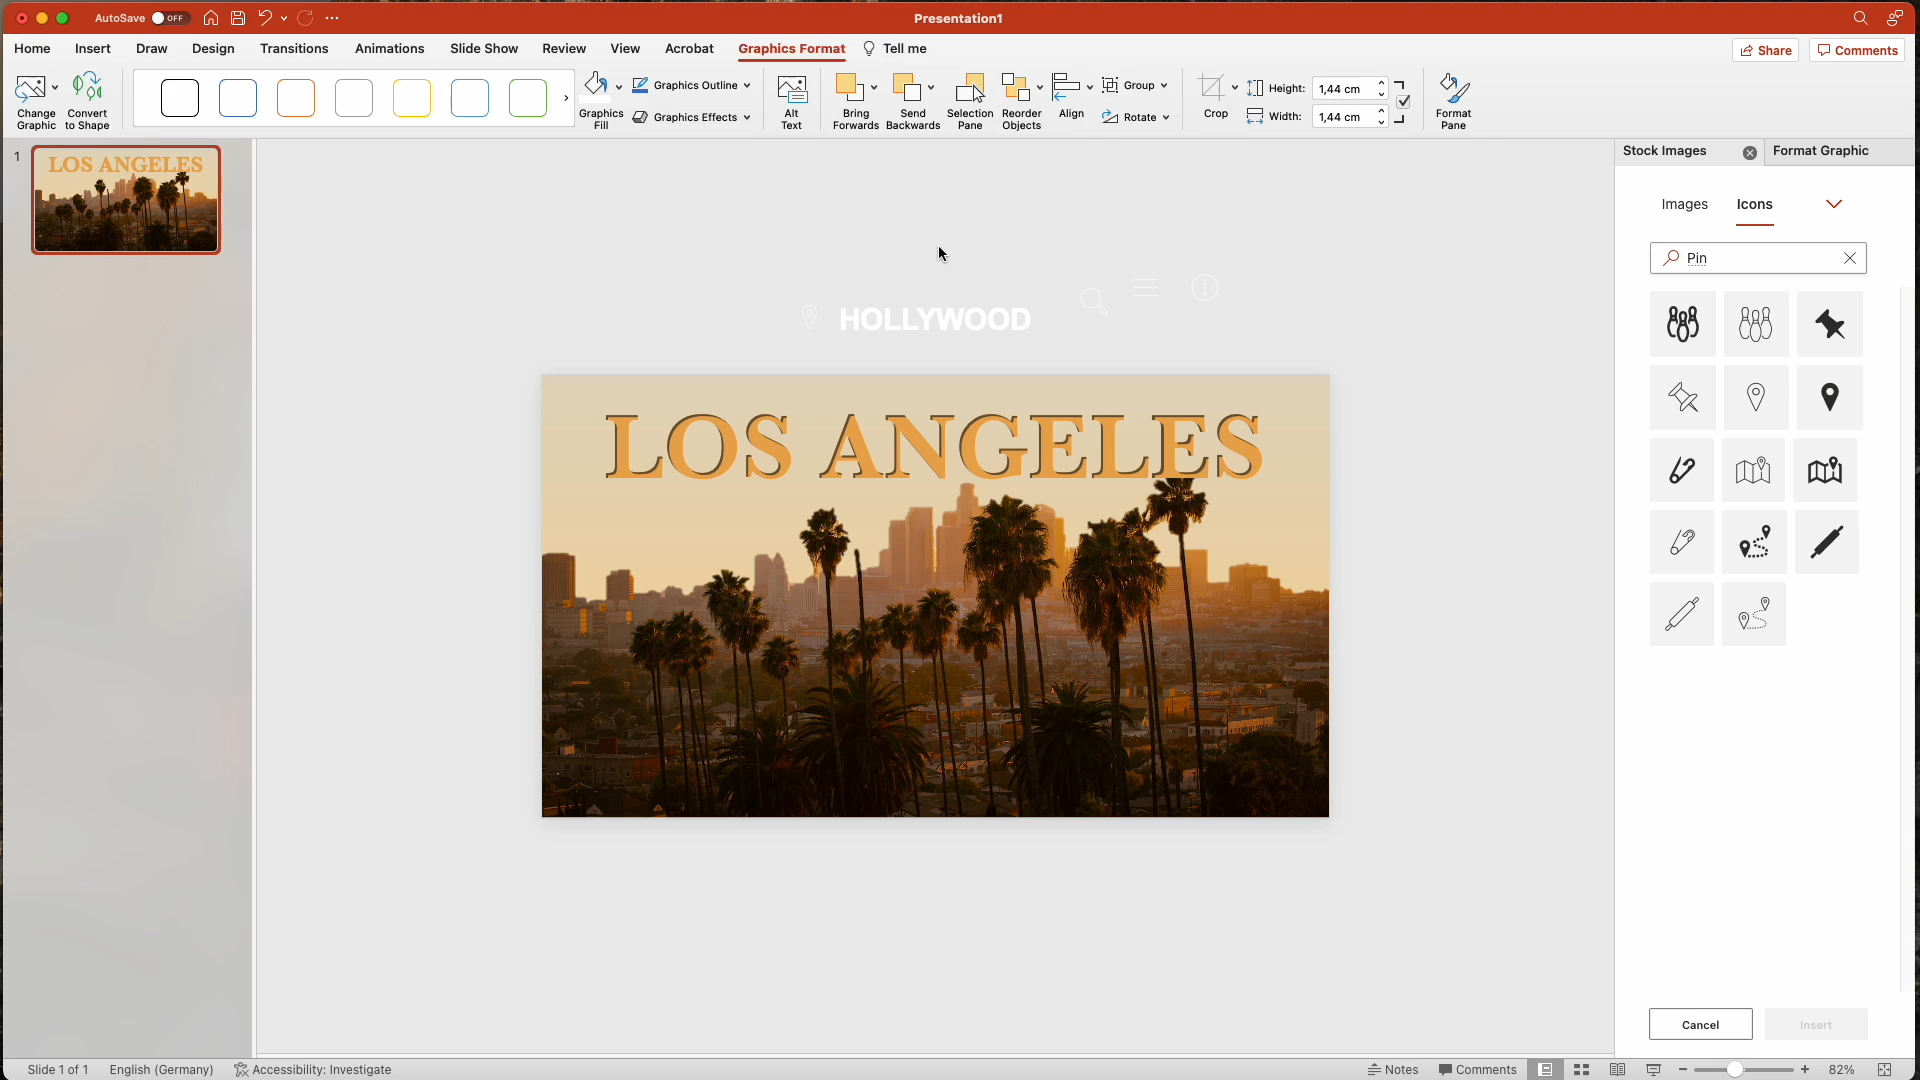 AutoSave OFF
Presentation1
Home Insert Draw Design Transitions Animations Slide Show Review View Acrobat Graphics Format Tell me
Share Comments
Change Graphic
Convert to Shape
Graphics Fill
Graphics Outline
Graphics Effects
Alt Text
Bring Forwards
Send Backwards
Selection Pane
Reorder Objects
Align
Group
Rotate
Crop
Height: 1,44 cm
Width: 1,44 cm
Format Pane
1
LOS ANGELES
HOLLYWOOD
LOS ANGELES
Stock Images Format Graphic
Images Icons
Pin
Cancel Insert
Slide 1 of 1 English (Germany) Accessibility: Investigate
Notes Comments 82%